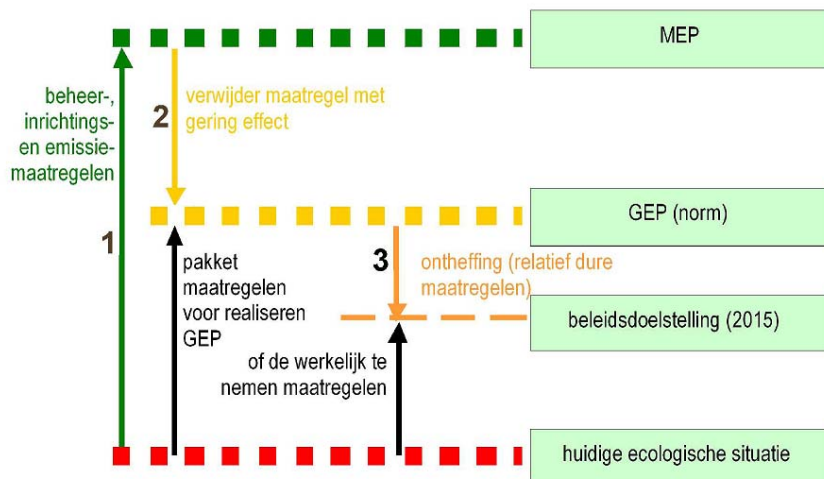 MEP
beheer-,
inrichtings-
en emissie-
maatregelen
2
verwijder maatregel met
gering effect
1
GEP (norm)
pakket
maatregelen
voor realiseren
GEP
3
ontheffing (relatief dure
maatregelen)
beleidsdoelstelling (2015)
of de werkelijk te
nemen maatregelen
huidige ecologische situatie